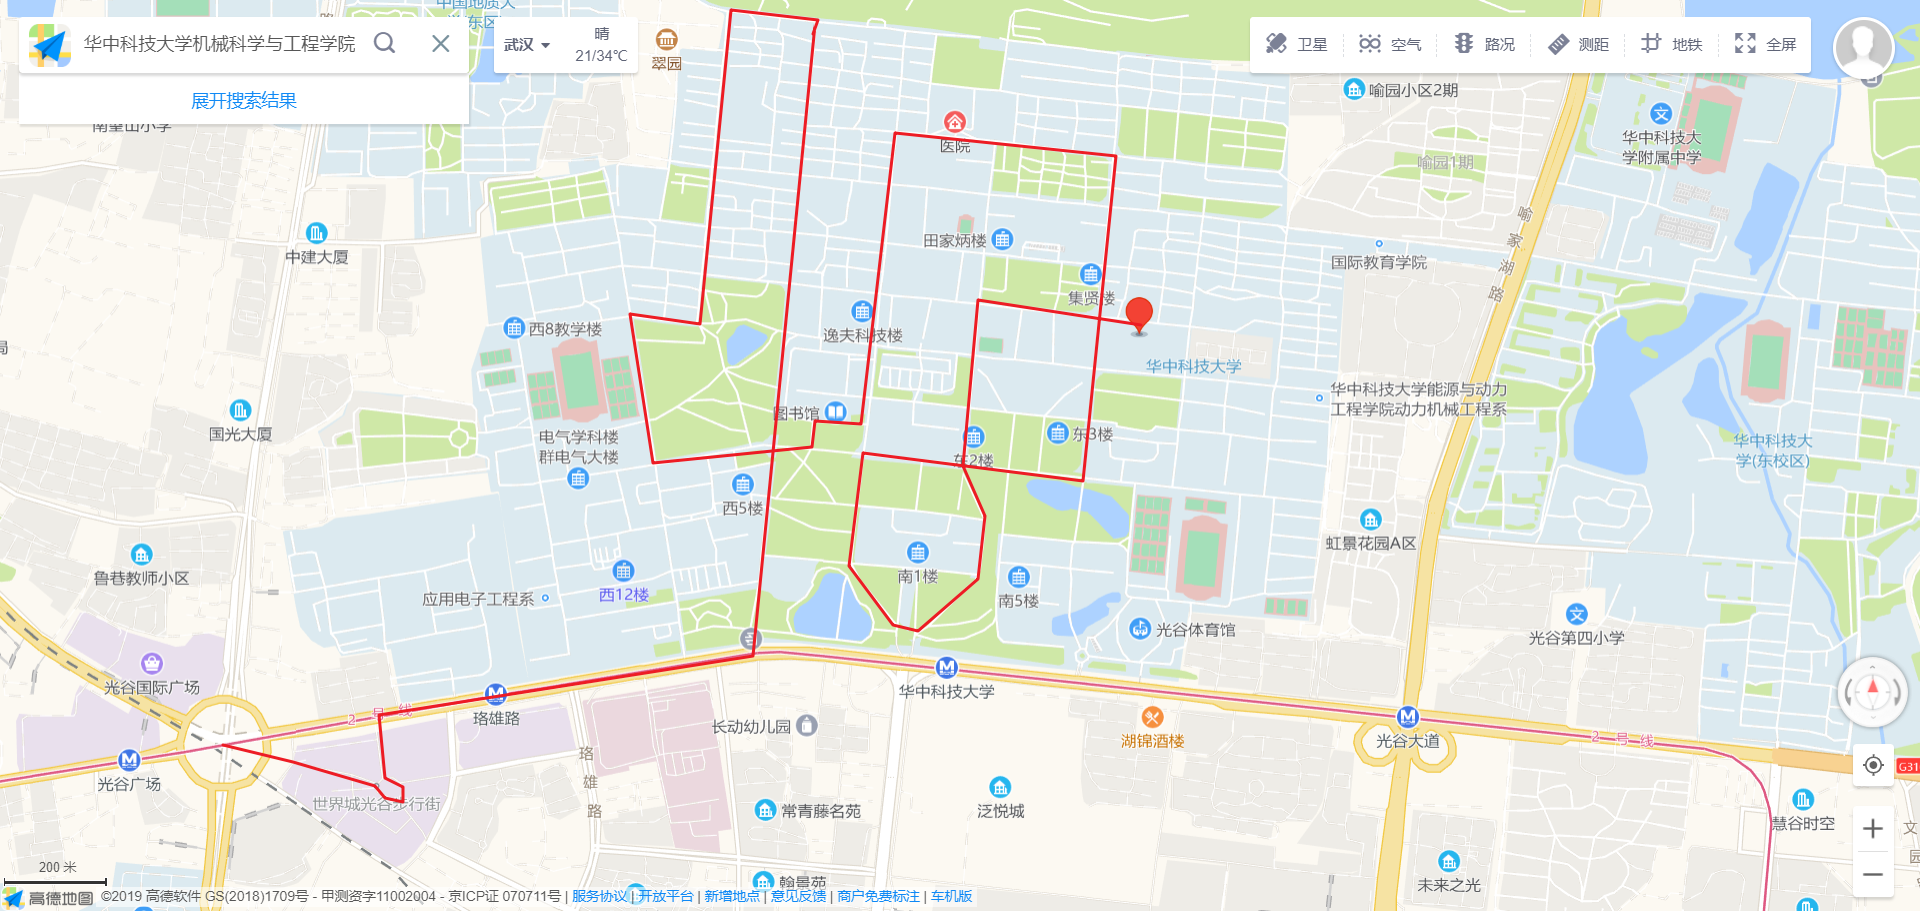 中国地质大
学(东区)
华中科技大学机械科学与工程学院
武汉
晴
21/34℃
翠园
卫星
空气
路况
测距
地铁
全屏
展开搜索结果
南望山小学
医院
喻园小区2期
喻园1期
华中科技大
学附属中学
喻家湖路
中建大厦
田家炳楼
集贤楼
国际教育学院
西8教学楼
逸夫科技楼
华中科技大学
华中科技大学能源与动力
工程学院动力机械工程系
图书馆
国光大厦
电气学科楼
群电气大楼
东2楼
东3楼
华中科技大
学(东校区)
西5楼
虹景花园A区
鲁巷教师小区
应用电子工程系
西12楼
南1楼
南5楼
光谷体育馆
光谷第四小学
光谷国际广场
2号线
珞雄路
华中科技大学
长动幼儿园
湖锦酒楼
光谷大道
2号线
G31
光谷广场
世界城光谷步行街
珞雄路
常青藤名苑
泛悦城
慧谷时空
翰景苑
未来之光
200 米
高德地图
©2019 高德软件 GS(2018)1709号 - 甲测资字11002004 - 京ICP证 070711号 | 服务协议 | 开放平台 | 新增地点 | 意见反馈 | 商户免费标注 | 车机版